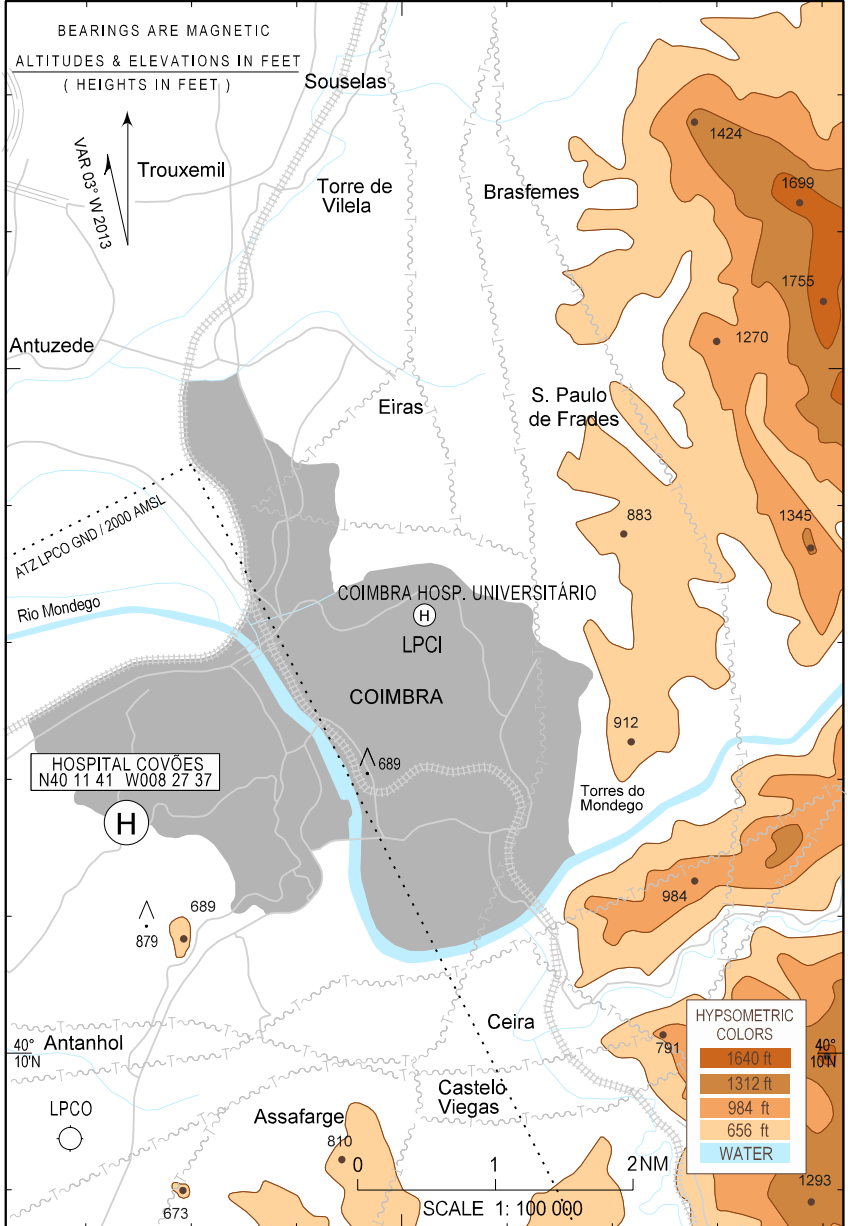 BEARINGS ARE MAGNETIC
ALTITUDES & ELEVATIONS IN FEET
( HEIGHTS IN FEET )
Souselas
VAR 03° W 2013
Trouxemil
Torre de
Vilela
Brasfemes
1424
1699
1755
1270
Antuzede
Eiras
S. Paulo
de Frades
883
1345
ATZ LPCO GND / 2000 AMSL
Rio Mondego
COIMBRA HOSP. UNIVERSITÁRIO
H
LPCI
COIMBRA
912
689
HOSPITAL COVÕES
N40 11 41 W008 27 37
H
Torres do
Mondego
984
689
879
Ceira
791
HYPSOMETRIC
COLORS
1640 ft
1312 ft
984 ft
656 ft
WATER
40°
10'N
Antanhol
40°
10'N
LPCO
Assafarge
Castelo
Viegas
810
0 1 2NM
SCALE 1: 100 000
673
1293